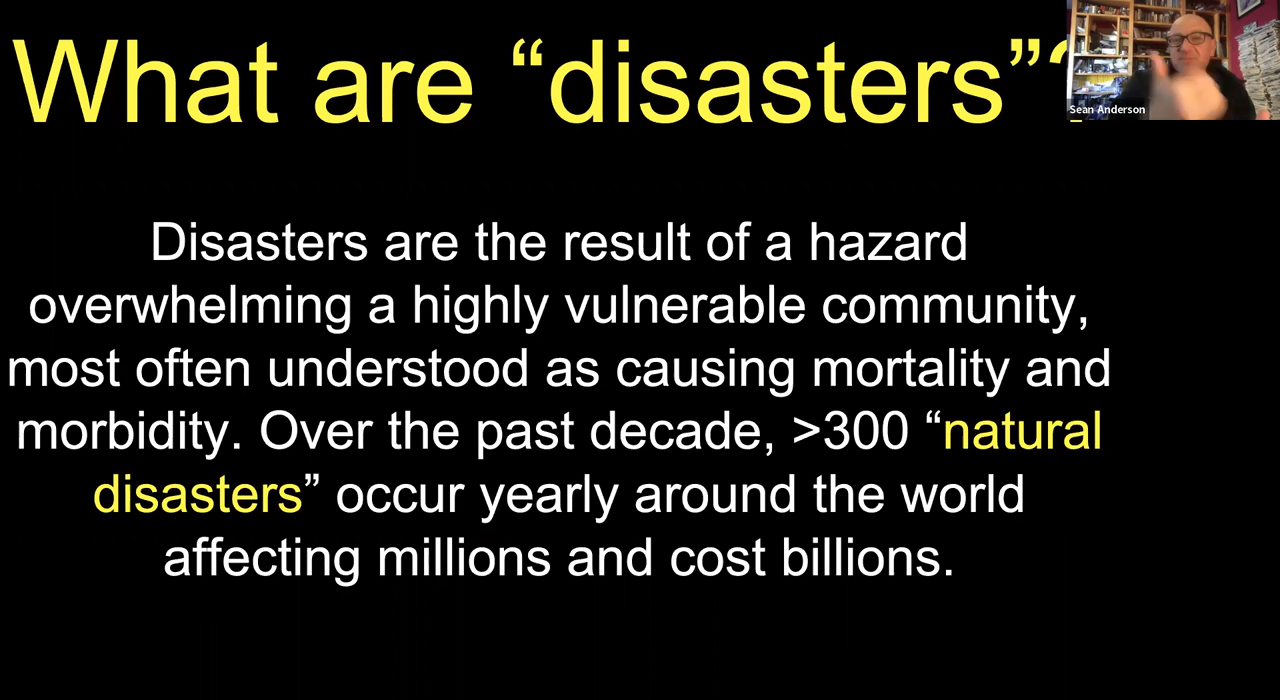 What are “disasters”?
Sean Anderson
Disasters are the result of a hazard
overwhelming a highly vulnerable community,
most often understood as causing mortality and
morbidity. Over the past decade, >300 “natural
disasters” occur yearly around the world
affecting millions and cost billions.